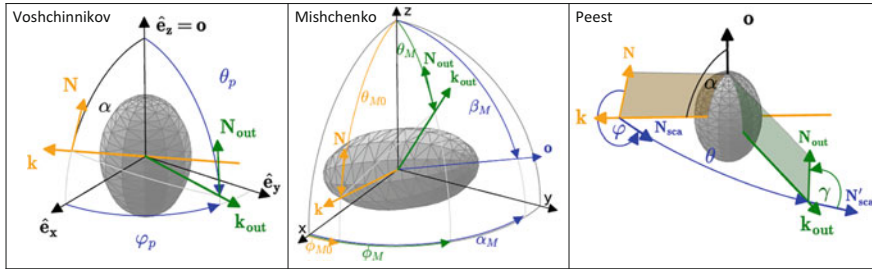 Voshchinnikov
ê_z = o
θ_p
N
α
N_out
k
ê_y
ê_x
k_out
φ_p
Mishchenko
z
θ_M
N_out
k_out
θ_M0
β_M
N
o
k
y
x
ϕ_M0
ϕ_M
α_M
Peest
o
N
α
k
φ
N_sca
θ
N_out
γ
N'_sca
k_out